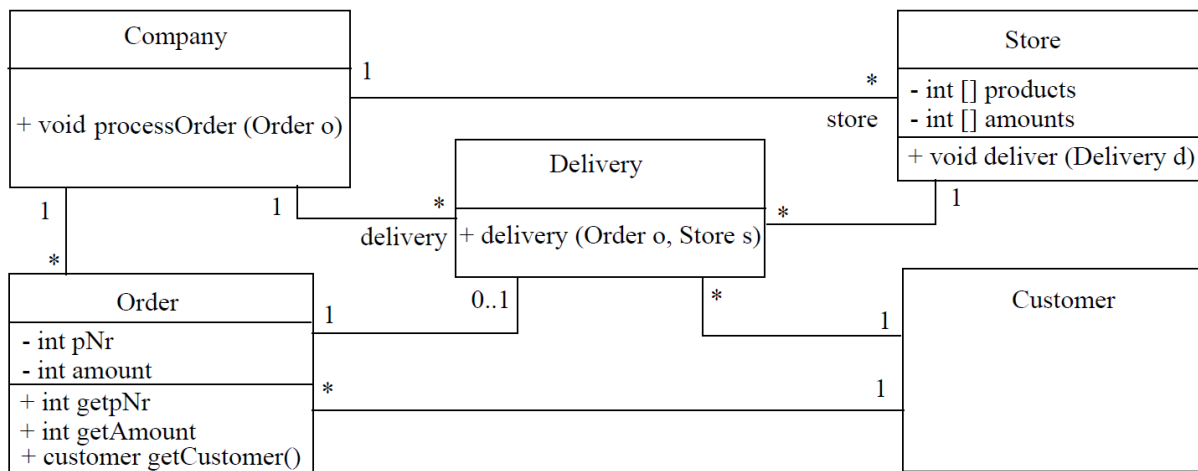 Company
+ void processOrder (Order o)
1
*
store
Store
- int [] products
- int [] amounts
+ void deliver (Delivery d)
Delivery
+ delivery (Order o, Store s)
1
*
delivery
*
1
1
*
Order
- int pNr
- int amount
+ int getpNr
+ int getAmount
+ customer getCustomer()
1
0..1
*
1
*
1
Customer